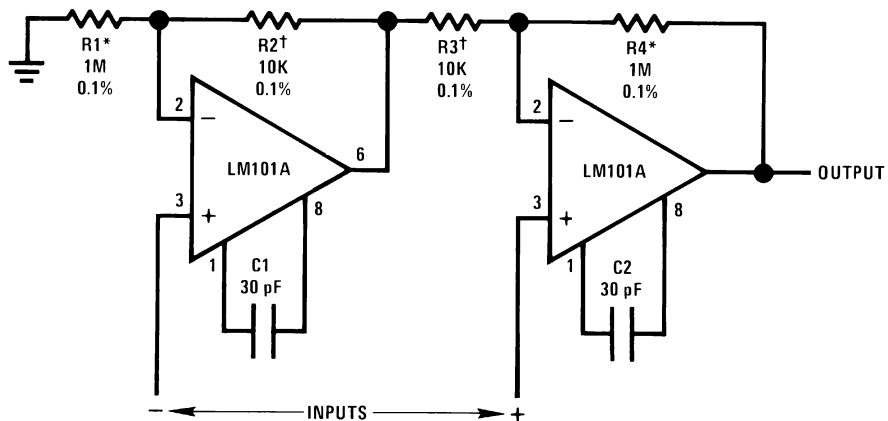 R1*
1M
0.1%
R2†
10K
0.1%
R3†
10K
0.1%
R4*
1M
0.1%
2
−
LM101A
6
3
+
8
1
C1
30 pF
2
−
LM101A
OUTPUT
3
+
8
1
C2
30 pF
− INPUTS +